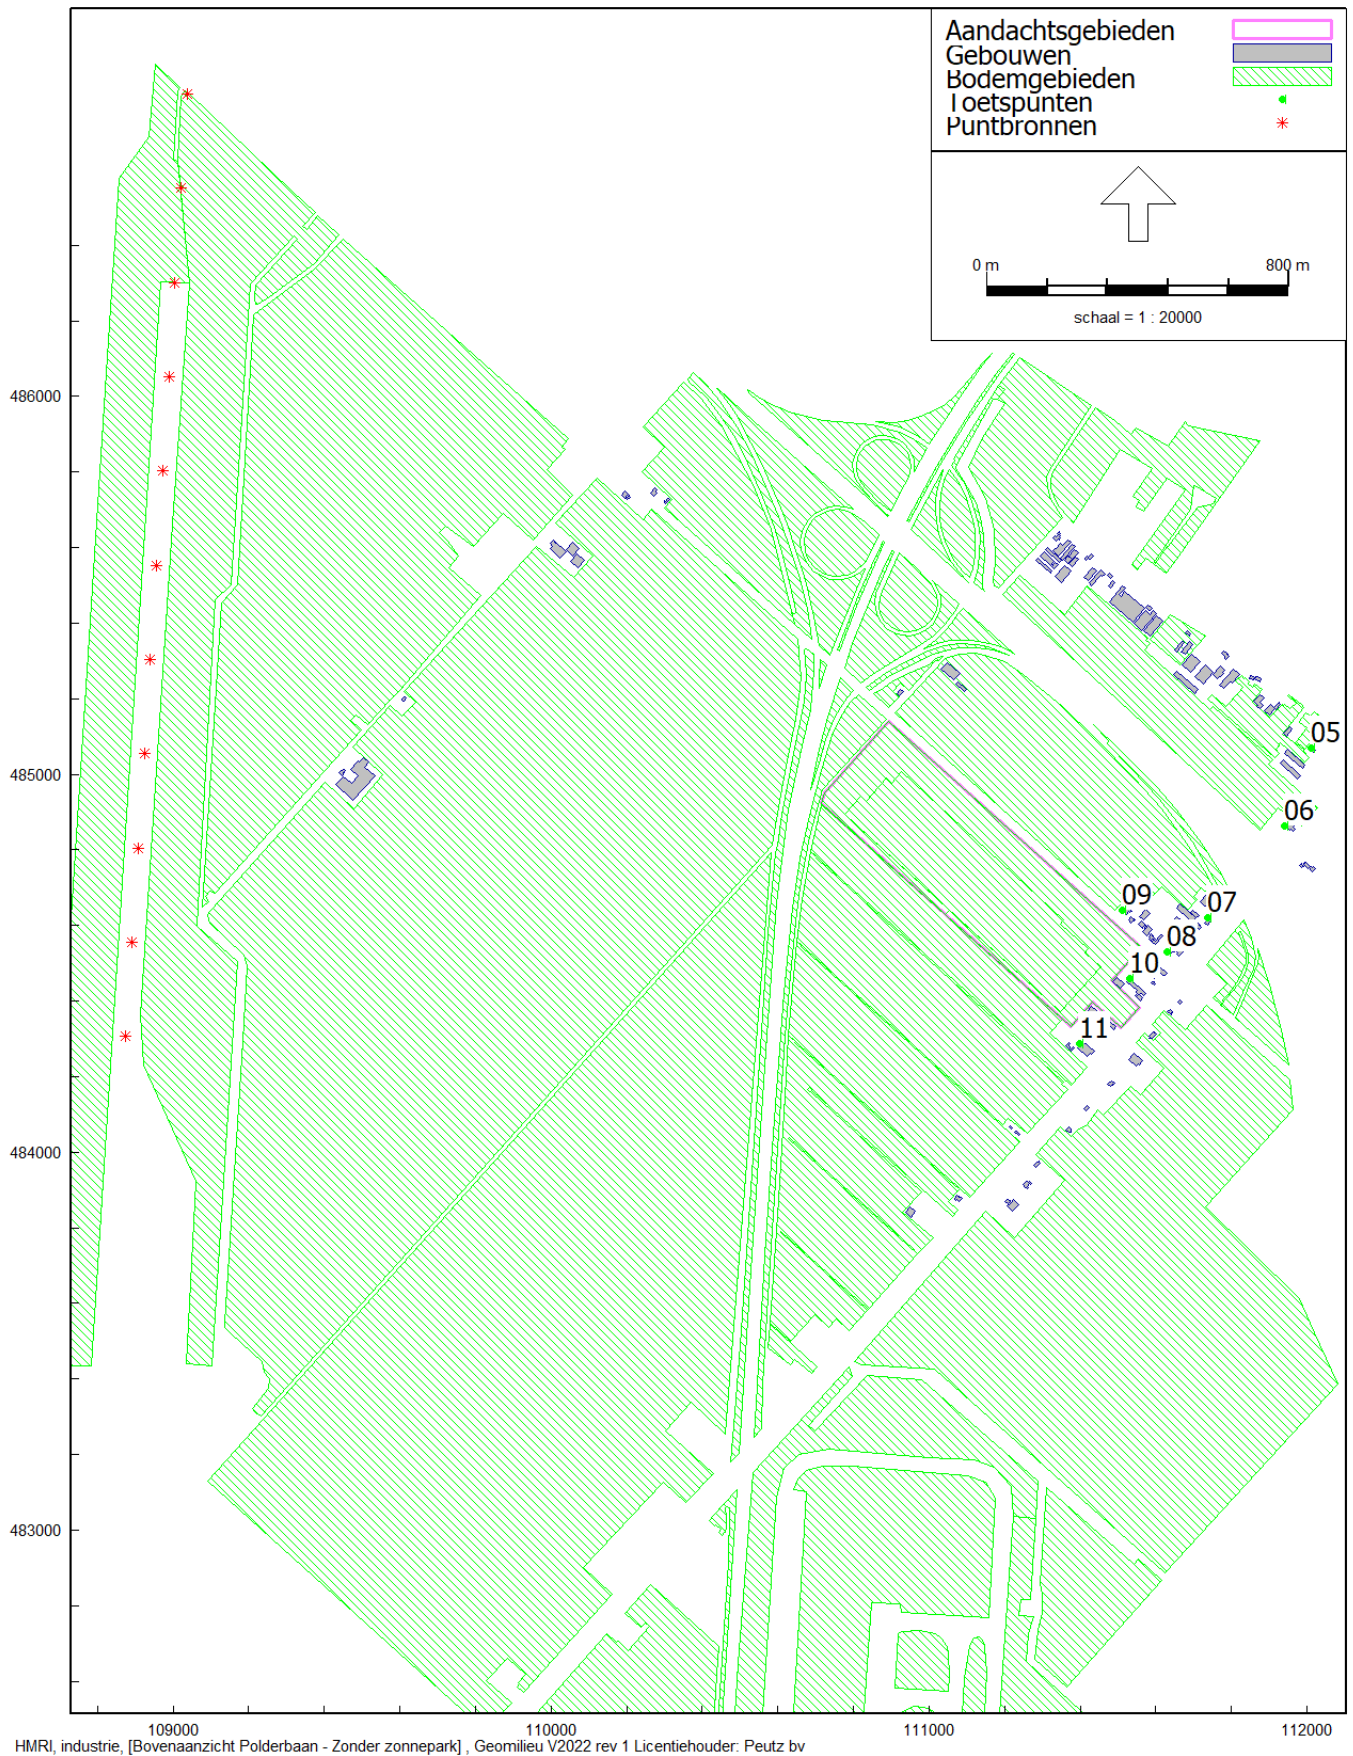 Aandachtsgebieden
Gebouwen
Bodemgebieden
Toetspunten
Puntbronnen
0 m 800 m
schaal = 1 : 20000
486000
05
485000
06
09
07
08
10
11
484000
483000
109000 110000 111000 112000
HMRI, industrie, [Bovenaanzicht Polderbaan - Zonder zonnepark] , Geomilieu V2022 rev 1 Licentiehouder: Peutz bv